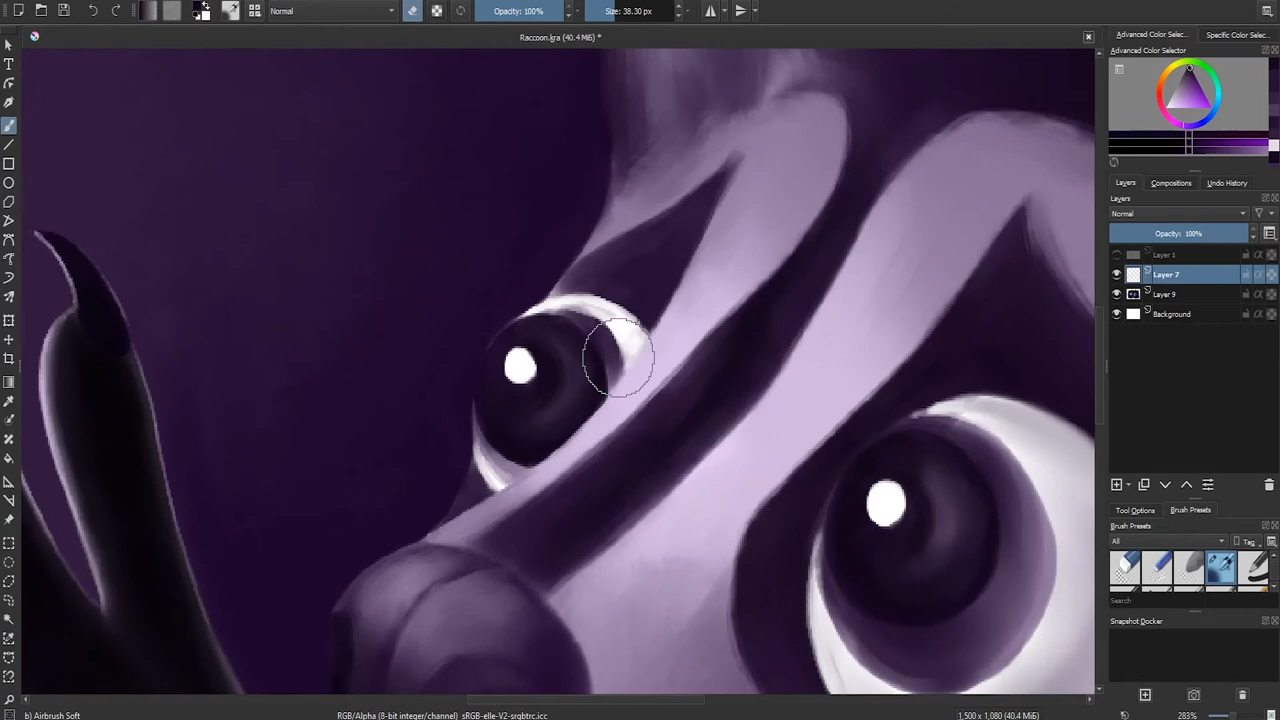 Normal
Opacity: 100%
Size: 38.30 px
Raccoon.kra (40.4 MiB) *
Advanced Color Selec...
Specific Color Selec...
Advanced Color Selector
Layers
Compositions
Undo History
Layers
Normal
Opacity: 100%
Layer 1
Layer 7
Layer 9
Background
Tool Options
Brush Presets
Brush Presets
All
Tag
Search
Snapshot Docker
b) Airbrush Soft
RGB/Alpha (8-bit integer/channel) sRGB-elle-V2-srgbtrc.icc
1,500 x 1,080 (40.4 MiB)
283%